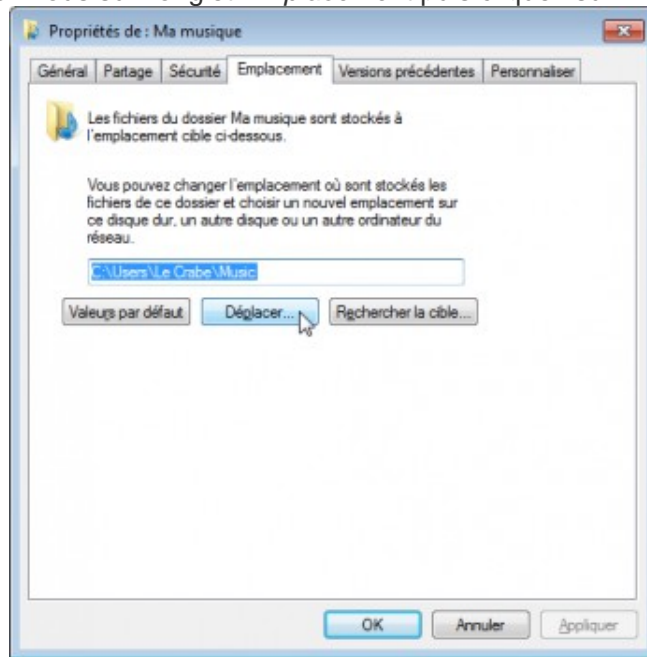 Propriétés de : Ma musique
Général Partage Sécurité Emplacement Versions précédentes Personnaliser
Les fichiers du dossier Ma musique sont stockés à
l'emplacement cible ci-dessous.
Vous pouvez changer l'emplacement où sont stockés les
fichiers de ce dossier et choisir un nouvel emplacement sur
ce disque dur, un autre disque ou un autre ordinateur du
réseau.
C:\Users\Le Crabe\Music
Valeurs par défaut Déplacer... Rechercher la cible...
OK Annuler Appliquer